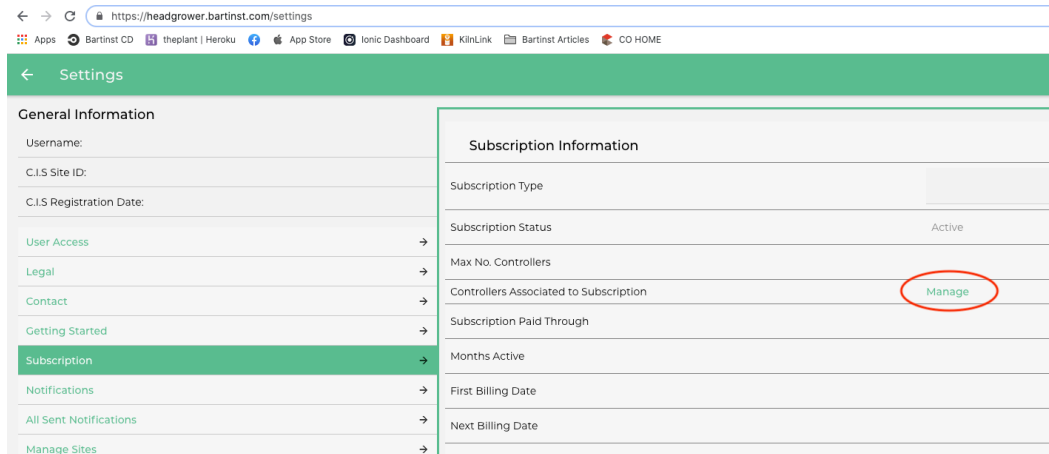 https://headgrower.bartinst.com/settings
Apps Bartinst CD theplant | Heroku App Store Ionic Dashboard KilnLink Bartinst Articles CO HOME
Settings
General Information
Username:
C.I.S Site ID:
C.I.S Registration Date:
User Access
Legal
Contact
Getting Started
Subscription
Notifications
All Sent Notifications
Manage Sites
Subscription Information
Subscription Type
Subscription Status Active
Max No. Controllers
Controllers Associated to Subscription Manage
Subscription Paid Through
Months Active
First Billing Date
Next Billing Date